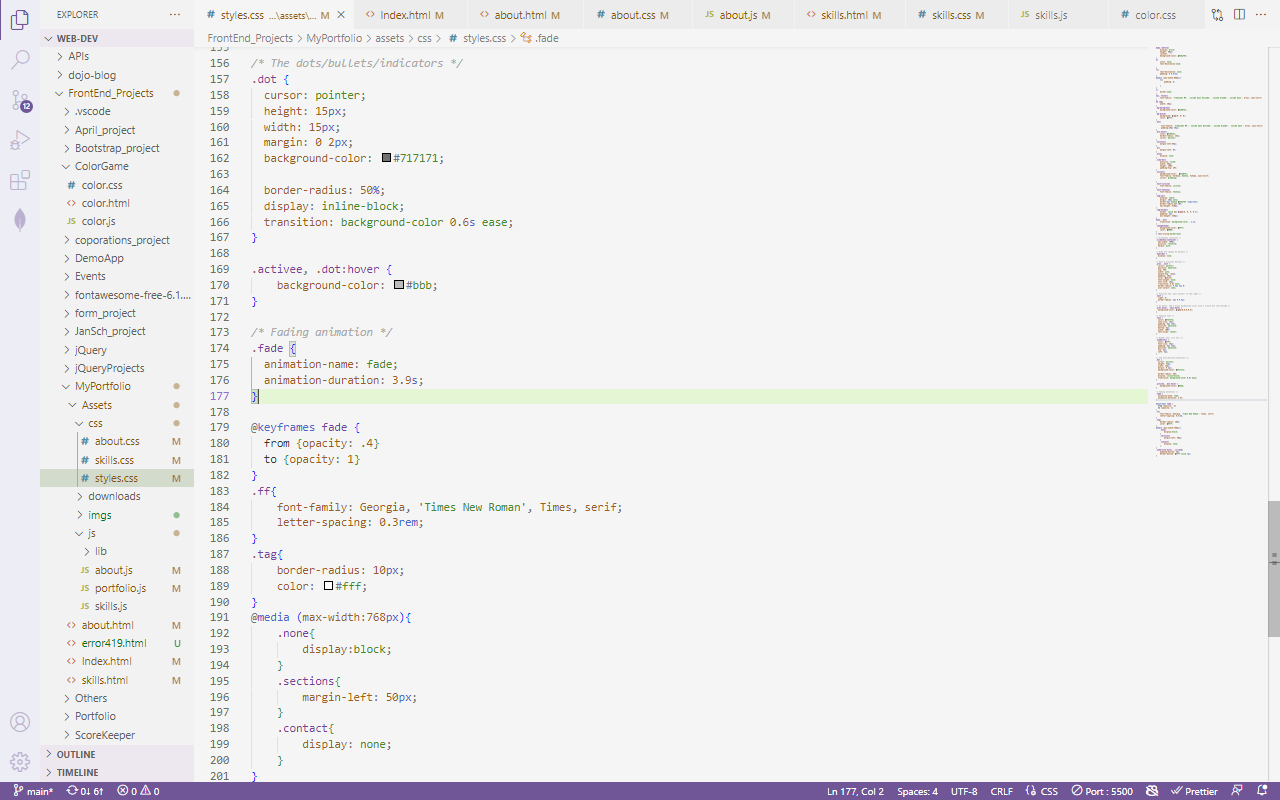 EXPLORER
styles.css ...\assets\... M
Index.html M
about.html M
about.css M
about.js M
skills.html M
skills.css M
skills.js
color.css
WEB-DEV
FrontEnd_Projects > MyPortfolio > assets > css > # styles.css > .fade
APIs
dojo-blog
FrontEnd_Projects
.vscode
April_project
Bootstrap_project
ColorGame
# color.css
<> color.html
JS color.js
coporations_project
DemoApp
Events
fontawesome-free-6.1....
form_project
JanSch_project
jQuery
jQueryProjects
MyPortfolio
Assets
css
# about.css M
# skills.css M
# styles.css M
downloads
imgs
js
lib
JS about.js M
JS portfolio.js M
JS skills.js
<> about.html M
<> error419.html U
<> Index.html M
<> skills.html M
Others
Portfolio
ScoreKeeper
OUTLINE
TIMELINE
12
155
156 /* The dots/bullets/indicators */
157 .dot {
158 cursor: pointer;
159 height: 15px;
160 width: 15px;
161 margin: 0 2px;
162 background-color: #717171;
163
164 border-radius: 50%;
165 display: inline-block;
166 transition: background-color 0.6s ease;
167 }
168
169 .activee, .dot:hover {
170 background-color: #bbb;
171 }
172
173 /* Fading animation */
174 .fade {
175 animation-name: fade;
176 animation-duration: 3.9s;
177 }
178
179 @keyframes fade {
180 from {opacity: .4}
181 to {opacity: 1}
182 }
183 .ff{
184 font-family: Georgia, 'Times New Roman', Times, serif;
185 letter-spacing: 0.3rem;
186 }
187 .tag{
188 border-radius: 10px;
189 color: #fff;
190 }
191 @media (max-width:768px){
192 .none{
193 display:block;
194 }
195 .sections{
196 margin-left: 50px;
197 }
198 .contact{
199 display: none;
200 }
201 }
main* 0↓ 6↑ 0 0 Ln 177, Col 2 Spaces: 4 UTF-8 CRLF CSS Port : 5500 Prettier